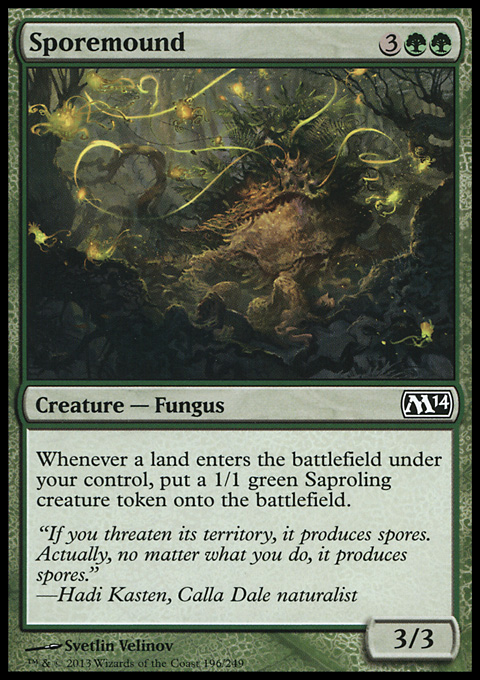 Sporemound 3
Creature — Fungus M14
Whenever a land enters the battlefield under
your control, put a 1/1 green Saproling
creature token onto the battlefield.
“If you threaten its territory, it produces spores.
Actually, no matter what you do, it produces
spores.”
—Hadi Kasten, Calla Dale naturalist
3/3
Svetlin Velinov
™ & © 2013 Wizards of the Coast 196/249